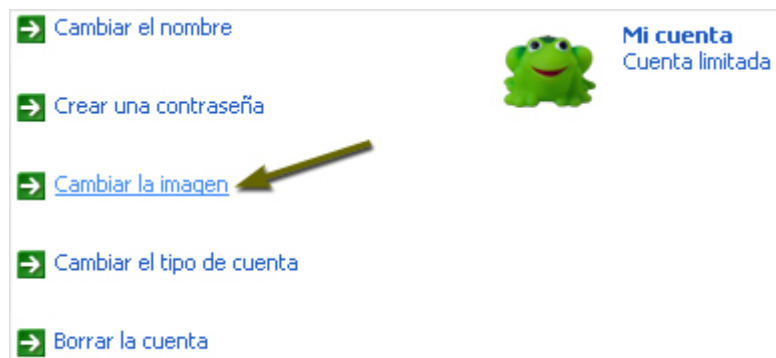 Cambiar el nombre
Mi cuenta
Cuenta limitada
Crear una contraseña
Cambiar la imagen
Cambiar el tipo de cuenta
Borrar la cuenta